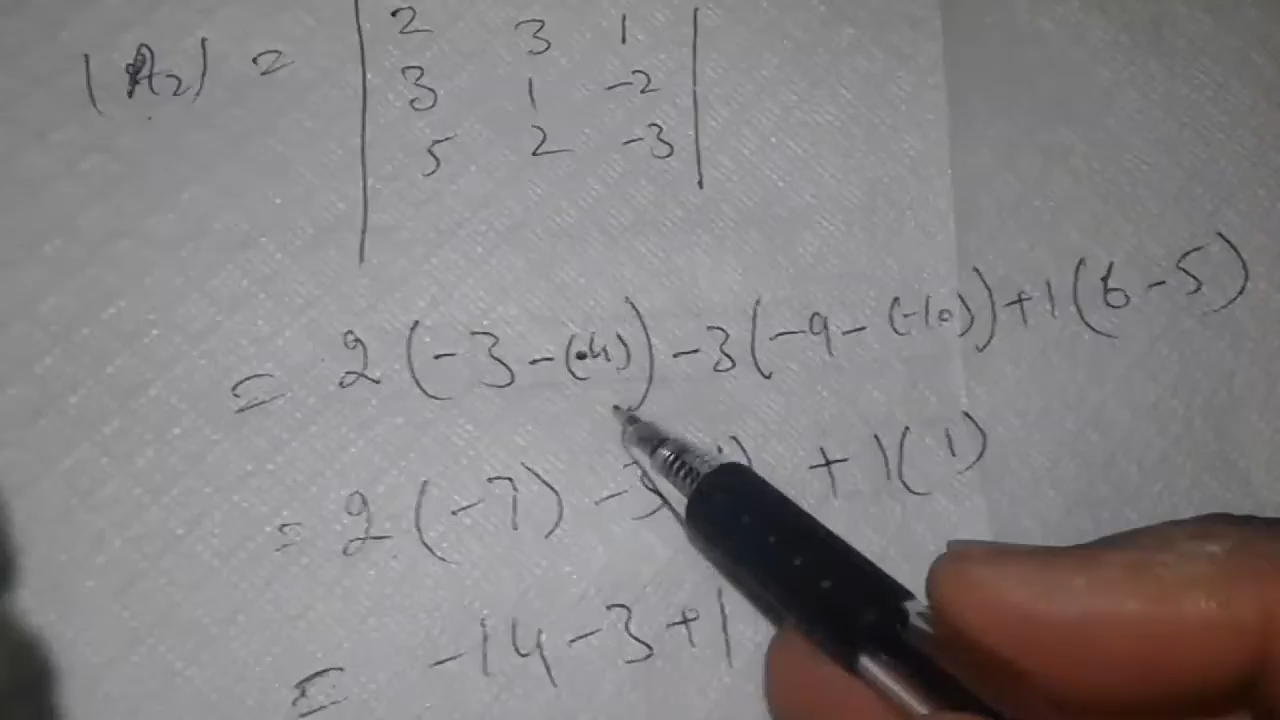 |A₂| = | 2 3 1 |
3 1 -2
5 2 -3
= 2(-3-(-4)) -3(-9-(-10))+1(6-5)
= 2(-7) -3 +1(1)
= -14-3+1